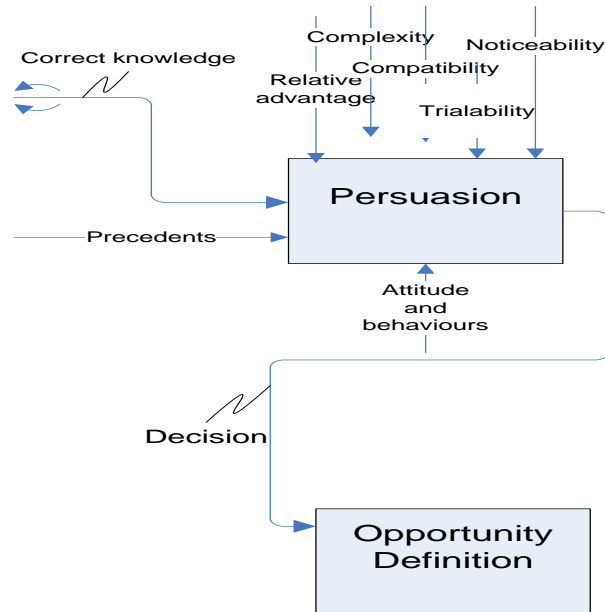 Correct knowledge
Complexity
Noticeability
Compatibility
Relative
advantage
Trialability
Persuasion
Precedents
Attitude
and
behaviours
Decision
Opportunity
Definition